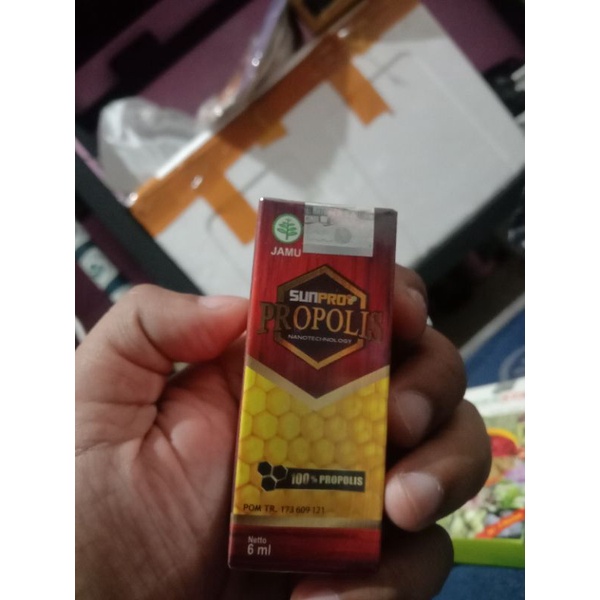 JAMU
SUNPRO
PROPOLIS
NANOTECHNOLOGY
100% PROPOLIS
POM TR. 173 609 121
Netto
6 ml